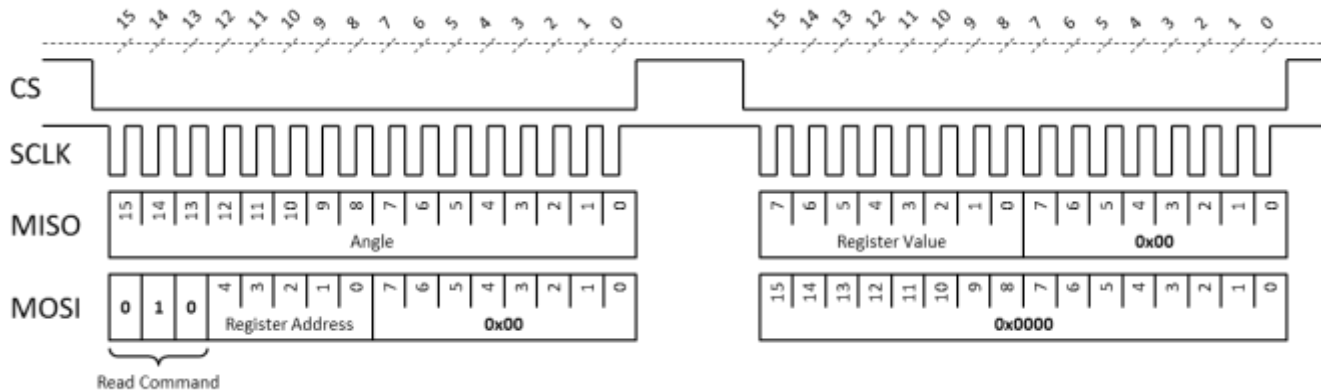 15 14 13 12 11 10 9 8 7 6 5 4 3 2 1 0 15 14 13 12 11 10 9 8 7 6 5 4 3 2 1 0
CS
SCLK
MISO 15 14 13 12 11 10 9 8 7 6 5 4 3 2 1 0 7 6 5 4 3 2 1 0 7 6 5 4 3 2 1 0
Angle Register Value 0x00
MOSI 0 1 0 4 3 2 1 0 7 6 5 4 3 2 1 0 15 14 13 12 11 10 9 8 7 6 5 4 3 2 1 0
Register Address 0x00 0x0000
Read Command